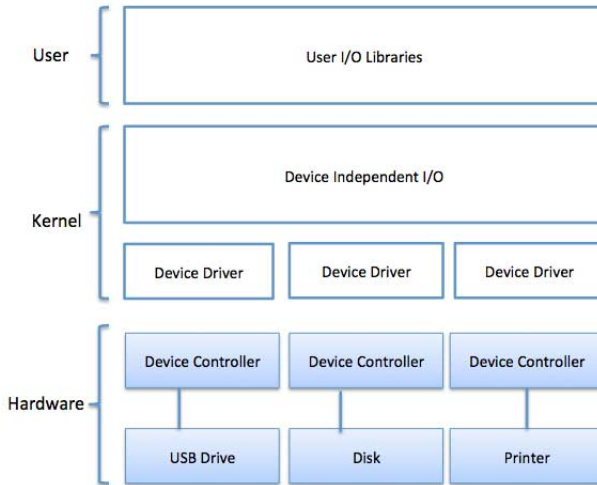 User
User I/O Libraries
Kernel
Device Independent I/O
Device Driver
Device Driver
Device Driver
Hardware
Device Controller
Device Controller
Device Controller
USB Drive
Disk
Printer